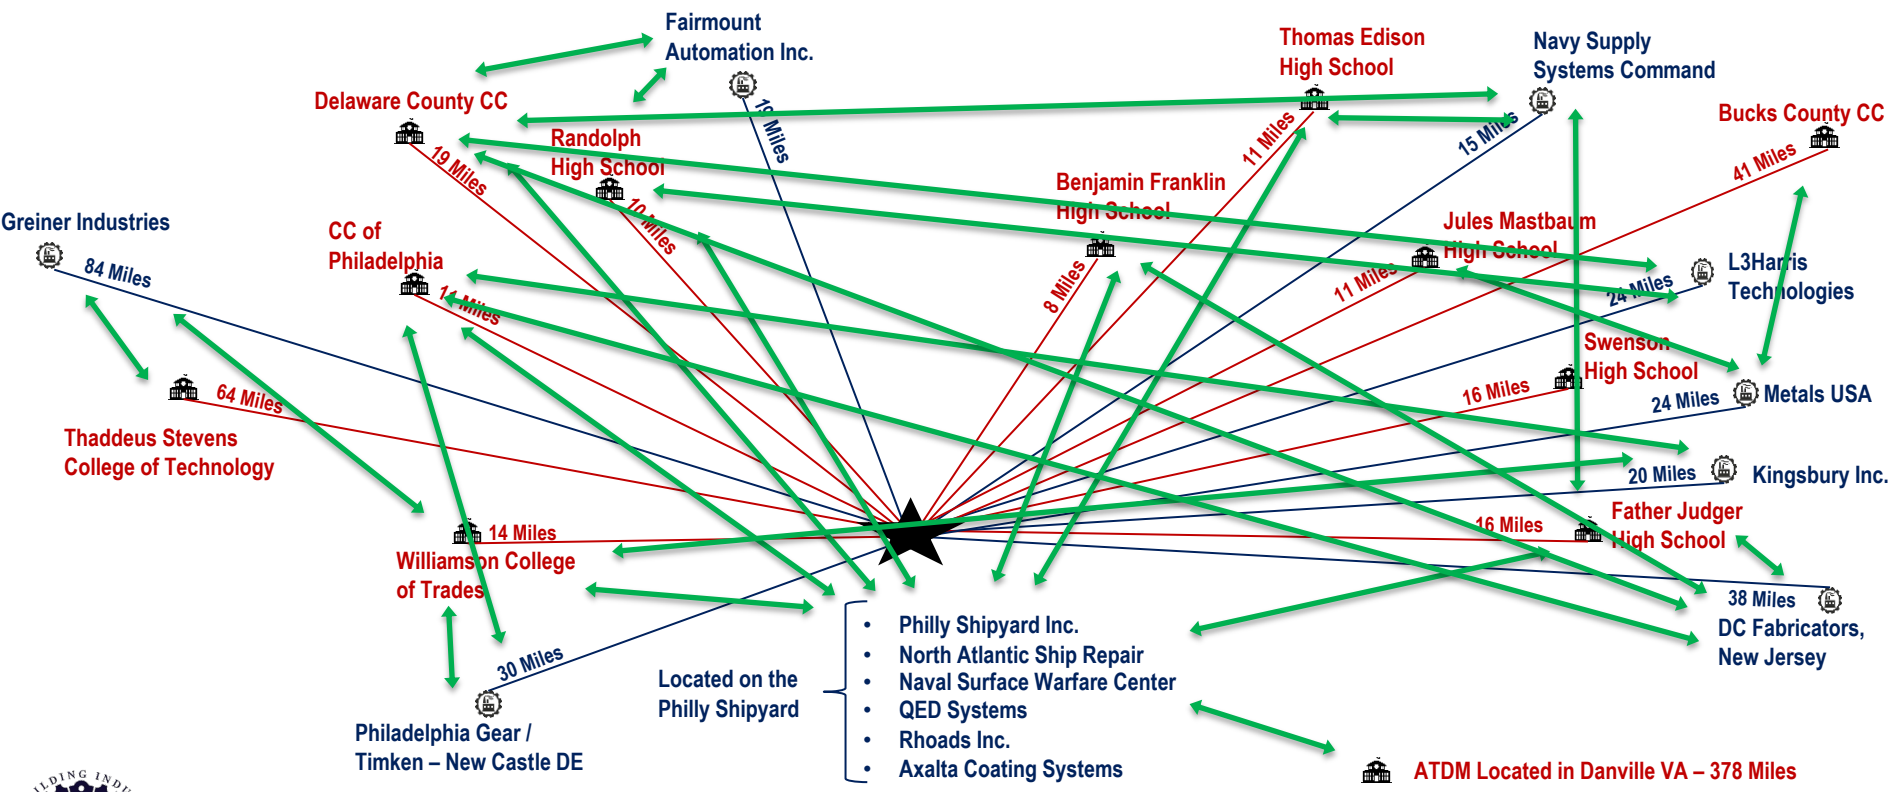 Fairmount
Automation Inc.
19 Miles
Thomas Edison
High School
11 Miles
Navy Supply
Systems Command
15 Miles
Bucks County CC
41 Miles
Delaware County CC
19 Miles
Randolph
High School
10 Miles
Benjamin Franklin
High School
8 Miles
Jules Mastbaum
High School
11 Miles
Greiner Industries
84 Miles
CC of
Philadelphia
11 Miles
L3Harris
Technologies
24 Miles
Swenson
High School
16 Miles
Metals USA
24 Miles
64 Miles
Thaddeus Stevens
College of Technology
Kingsbury Inc.
20 Miles
Father Judger
High School
16 Miles
14 Miles
Williamson College
of Trades
38 Miles
DC Fabricators,
New Jersey
30 Miles
Philadelphia Gear /
Timken – New Castle DE
Located on the
Philly Shipyard
• Philly Shipyard Inc.
• North Atlantic Ship Repair
• Naval Surface Warfare Center
• QED Systems
• Rhoads Inc.
• Axalta Coating Systems
ATDM Located in Danville VA – 378 Miles